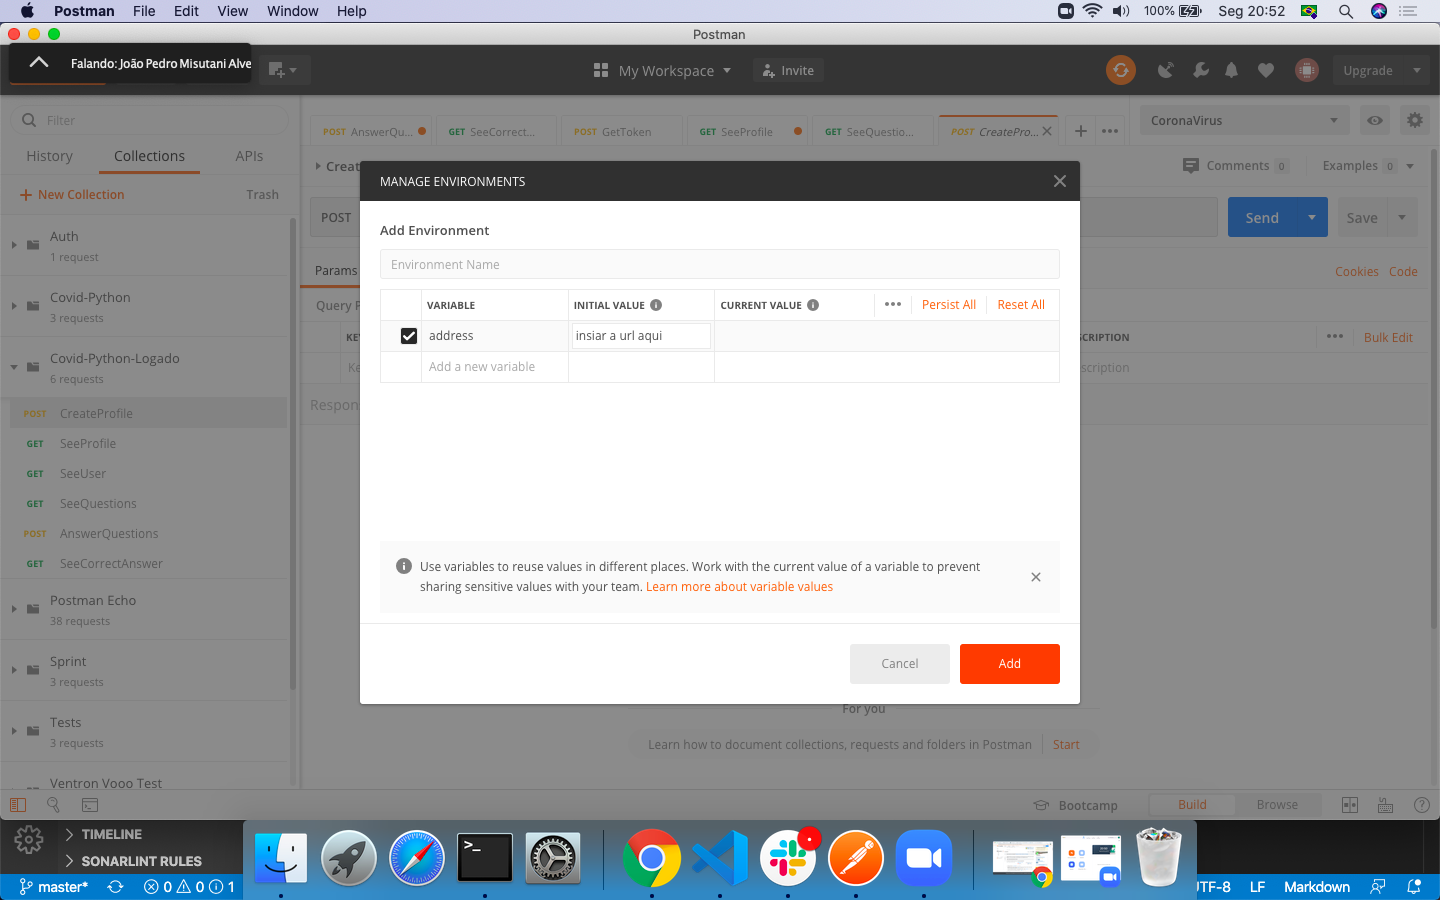 Postman File Edit View Window Help 100% Seg 20:52
Postman
Falando: João Pedro Misutani Alve
My Workspace Invite Upgrade
Filter
History Collections APIs
New Collection Trash
Auth
1 request
Covid-Python
3 requests
Covid-Python-Logado
6 requests
POST CreateProfile
GET SeeProfile
GET SeeUser
GET SeeQuestions
POST AnswerQuestions
GET SeeCorrectAnswer
Postman Echo
38 requests
Sprint
3 requests
Tests
3 requests
Ventron Vooo Test
POST AnswerQu... GET SeeCorrect... POST GetToken GET SeeProfile GET SeeQuestio... POST CreatePro...
CoronaVirus
Creat
Comments 0 Examples 0
POST
Send Save
Params
Cookies Code
Query P
KE
SCRIPTION
Bulk Edit
Ke
scription
Respon
MANAGE ENVIRONMENTS
Add Environment
Environment Name
VARIABLE INITIAL VALUE CURRENT VALUE Persist All Reset All
address insiar a url aqui
Add a new variable
Use variables to reuse values in different places. Work with the current value of a variable to prevent
sharing sensitive values with your team. Learn more about variable values
Cancel Add
For you
Learn how to document collections, requests and folders in Postman Start
Bootcamp Build Browse
TIMELINE
SONARLINT RULES
master* 0 0 1
UTF-8 LF Markdown